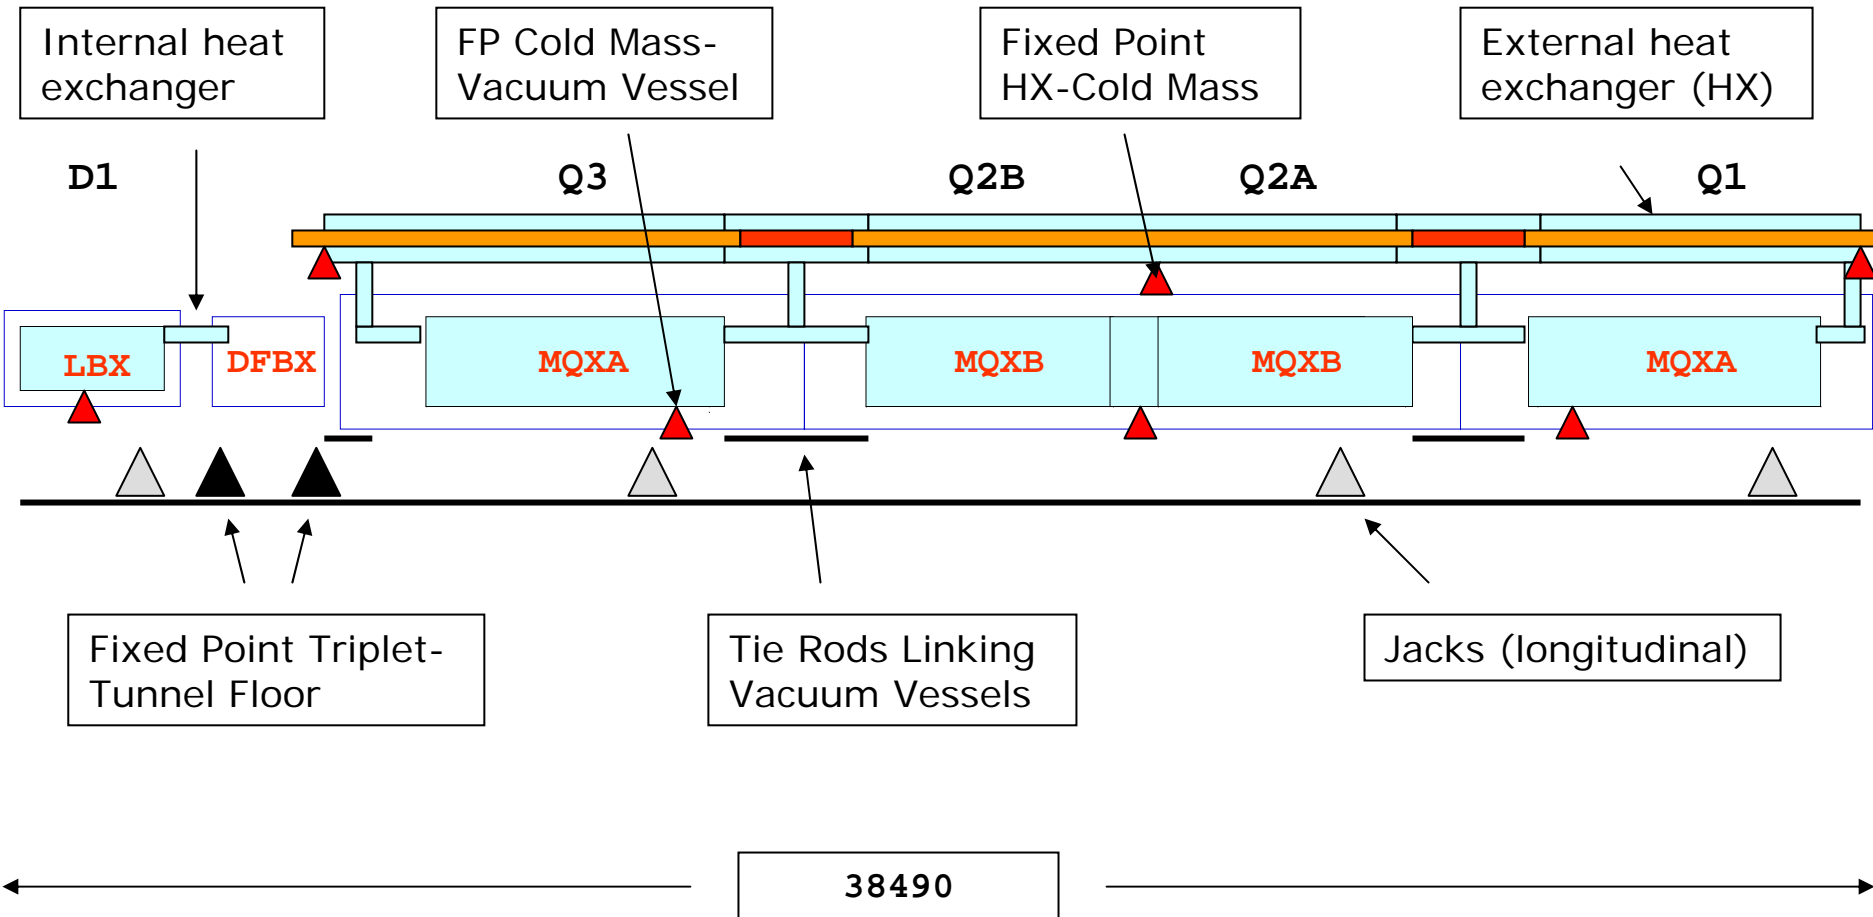 Internal heat
exchanger
FP Cold Mass-
Vacuum Vessel
Fixed Point
HX-Cold Mass
External heat
exchanger (HX)
D1
Q3
Q2B
Q2A
Q1
LBX
DFBX
MQXA
MQXB
MQXB
MQXA
Fixed Point Triplet-
Tunnel Floor
Tie Rods Linking
Vacuum Vessels
Jacks (longitudinal)
38490